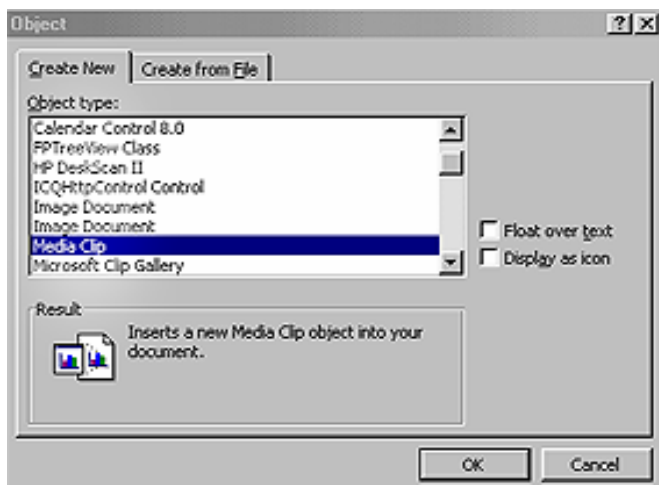 Object
Create New
Create from File
Object type:
Calendar Control 8.0
FPTreeView Class
HP DeskScan II
ICQHttpControl Control
Image Document
Image Document
Media Clip
Microsoft Clip Gallery
Float over text
Display as icon
Result
Inserts a new Media Clip object into your
document.
OK
Cancel